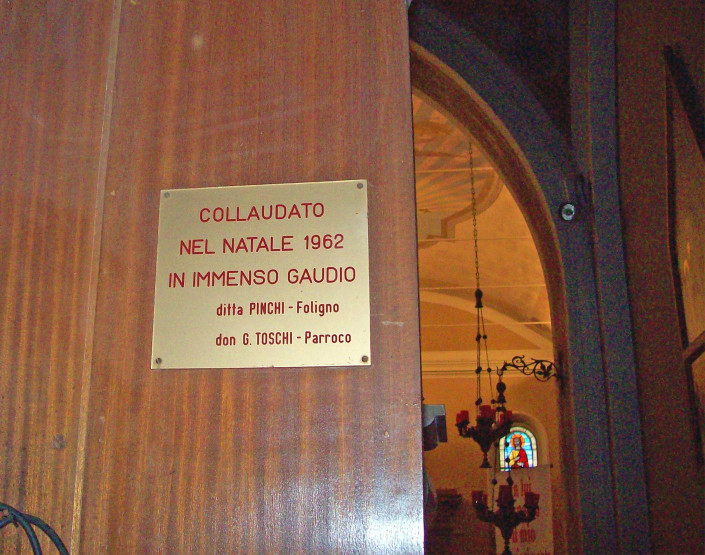 COLLAUDATO
NEL NATALE 1962
IN IMMENSO GAUDIO
ditta PINCHI - Foligno
don G. TOSCHI - Parroco